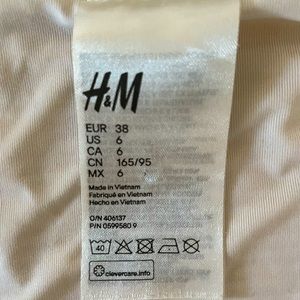 H&M
EUR 38
US 6
CA 6
CN 165/95
MX 6
Made in Vietnam
Fabriqué en Vietnam
Hecho en Vietnam
O/N 406137
P/N 0599580 9
40
clevercare.info